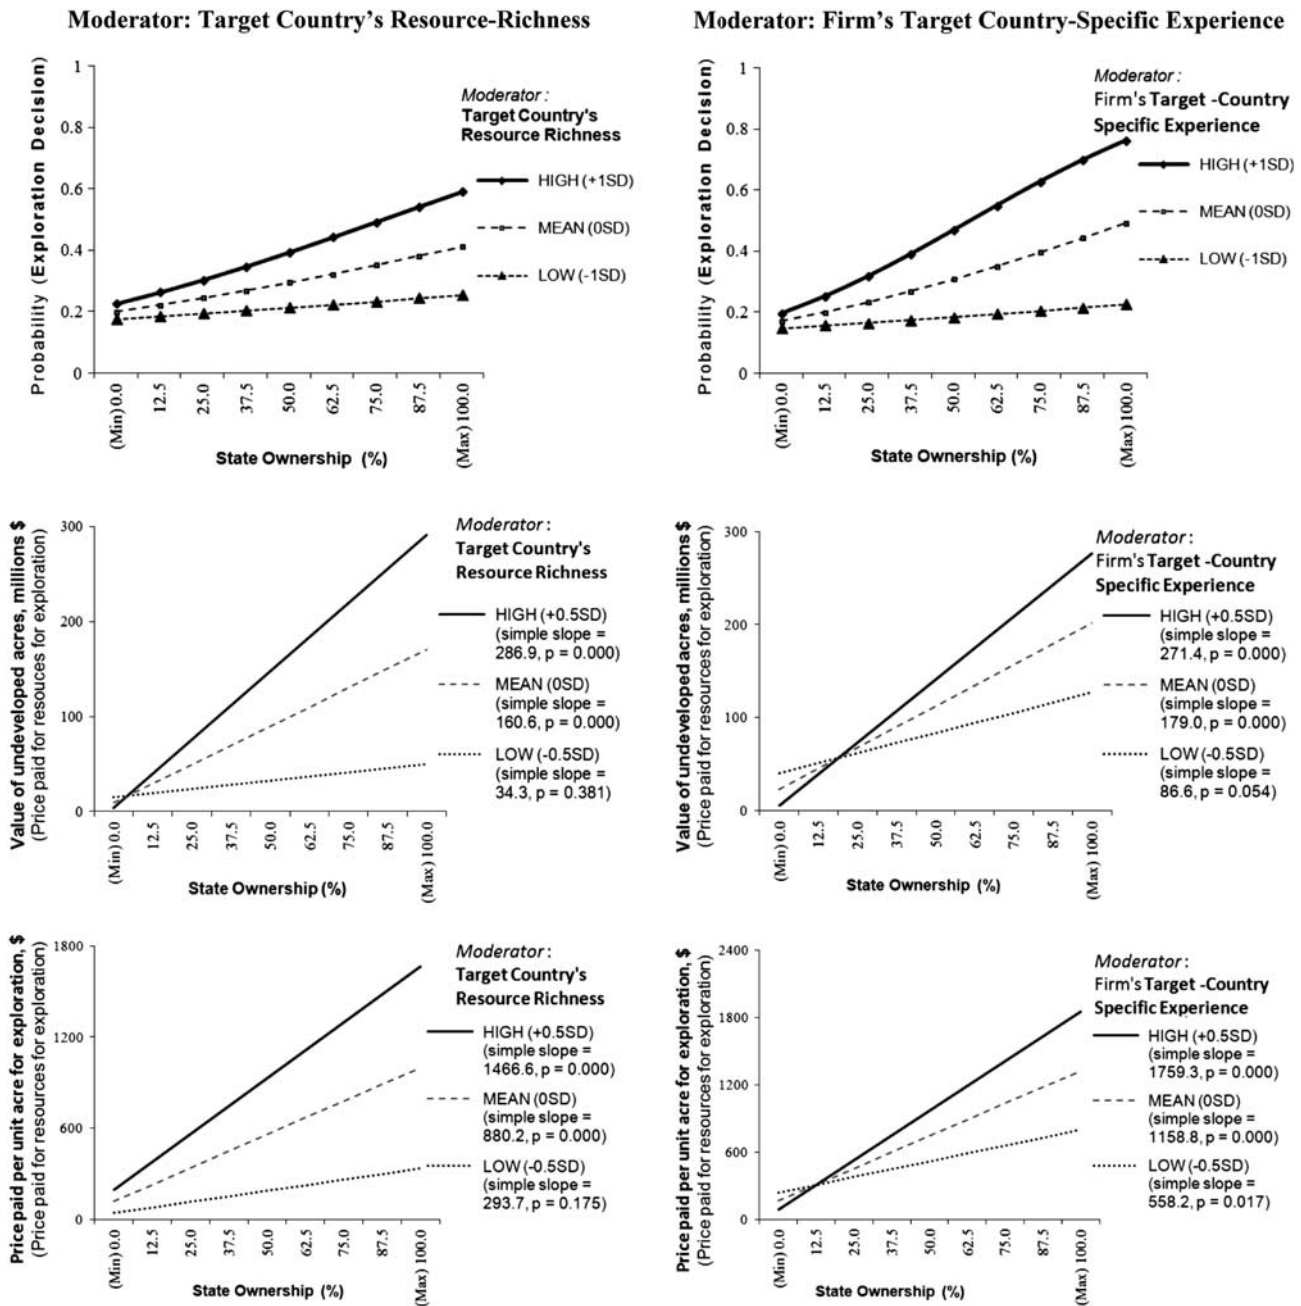 Moderator: Target Country's Resource-Richness
Moderator: Firm's Target Country-Specific Experience
Probability (Exploration Decision)
1
0.8
0.6
0.4
0.2
0
Moderator :
Target Country's
Resource Richness
HIGH (+1SD)
MEAN (0SD)
LOW (-1SD)
(Min) 0.0
12.5
25.0
37.5
50.0
62.5
75.0
87.5
(Max) 100.0
State Ownership (%)
Probability (Exploration Decision)
1
0.8
0.6
0.4
0.2
0
Moderator :
Firm's Target -Country
Specific Experience
HIGH (+1SD)
MEAN (0SD)
LOW (-1SD)
(Min) 0.0
12.5
25.0
37.5
50.0
62.5
75.0
87.5
(Max) 100.0
State Ownership (%)
Value of undeveloped acres, millions $
(Price paid for resouces for exploration)
300
200
100
0
Moderator :
Target Country's
Resource Richness
HIGH (+0.5SD)
(simple slope =
286.9, p = 0.000)
MEAN (0SD)
(simple slope =
160.6, p = 0.000)
LOW (-0.5SD)
(simple slope =
34.3, p = 0.381)
(Min) 0.0
12.5
25.0
37.5
50.0
62.5
75.0
87.5
(Max) 100.0
State Ownership (%)
Value of undeveloped acres, millions $
(Price paid for resources for exploration)
300
200
100
0
Moderator :
Firm's Target -Country
Specific Experience
HIGH (+0.5SD)
(simple slope =
271.4, p = 0.000)
MEAN (0SD)
(simple slope =
179.0, p = 0.000)
LOW (-0.5SD)
(simple slope =
86.6, p = 0.054)
(Min) 0.0
12.5
25.0
37.5
50.0
62.5
75.0
87.5
(Max) 100.0
State Ownership (%)
Price paid per unit acre for exploration, $
(Price paid for resources for exploration)
1800
1200
600
0
Moderator :
Target Country's
Resource Richness
HIGH (+0.5SD)
(simple slope =
1466.6, p = 0.000)
MEAN (0SD)
(simple slope =
880.2, p = 0.000)
LOW (-0.5SD)
(simple slope =
293.7, p = 0.175)
(Min) 0.0
12.5
25.0
37.5
50.0
62.5
75.0
87.5
(Max) 100.0
State Ownership (%)
Price paid per unit acre for exploration, $
(Price paid for resources for exploration)
2400
1800
1200
600
0
Moderator :
Firm's Target -Country
Specific Experience
HIGH (+0.5SD)
(simple slope =
1759.3, p = 0.000)
MEAN (0SD)
(simple slope =
1158.8, p = 0.000)
LOW (-0.5SD)
(simple slope =
558.2, p = 0.017)
(Min) 0.0
12.5
25.0
37.5
50.0
62.5
75.0
87.5
(Max) 100.0
State Ownership (%)